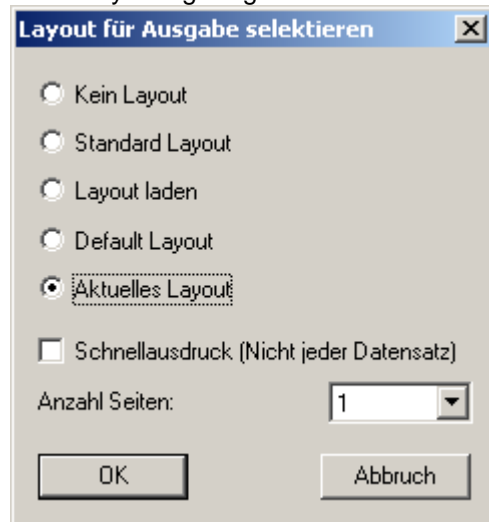 Layout für Ausgabe selektieren
Kein Layout
Standard Layout
Layout laden
Default Layout
Aktuelles Layout
Schnellausdruck (Nicht jeder Datensatz)
Anzahl Seiten: 1
OK Abbruch